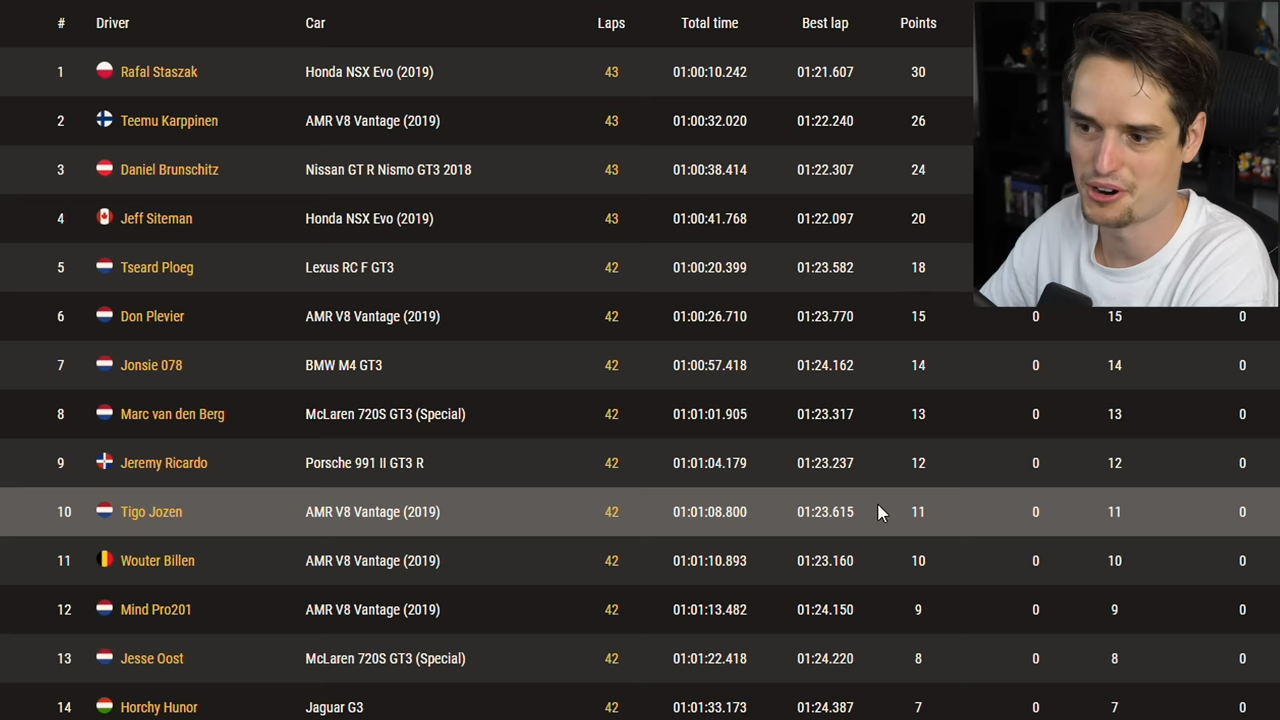 # Driver Car Laps Total time Best lap Points
1 Rafal Staszak Honda NSX Evo (2019) 43 01:00:10.242 01:21.607 30
2 Teemu Karppinen AMR V8 Vantage (2019) 43 01:00:32.020 01:22.240 26
3 Daniel Brunschitz Nissan GT R Nismo GT3 2018 43 01:00:38.414 01:22.307 24
4 Jeff Siteman Honda NSX Evo (2019) 43 01:00:41.768 01:22.097 20
5 Tseard Ploeg Lexus RC F GT3 42 01:00:20.399 01:23.582 18
6 Don Plevier AMR V8 Vantage (2019) 42 01:00:26.710 01:23.770 15 0 15 0
7 Jonsie 078 BMW M4 GT3 42 01:00:57.418 01:24.162 14 0 14 0
8 Marc van den Berg McLaren 720S GT3 (Special) 42 01:01:01.905 01:23.317 13 0 13 0
9 Jeremy Ricardo Porsche 991 II GT3 R 42 01:01:04.179 01:23.237 12 0 12 0
10 Tigo Jozen AMR V8 Vantage (2019) 42 01:01:08.800 01:23.615 11 0 11 0
11 Wouter Billen AMR V8 Vantage (2019) 42 01:01:10.893 01:23.160 10 0 10 0
12 Mind Pro201 AMR V8 Vantage (2019) 42 01:01:13.482 01:24.150 9 0 9 0
13 Jesse Oost McLaren 720S GT3 (Special) 42 01:01:22.418 01:24.220 8 0 8 0
14 Horchy Hunor Jaguar G3 42 01:01:33.173 01:24.387 7 0 7 0